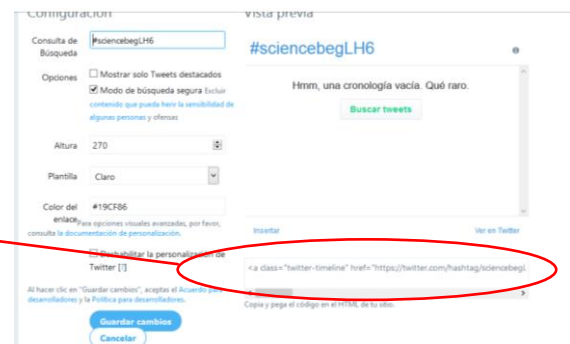 Configuración
Consulta de Búsqueda
#sciencebegLH6
Opciones
Mostrar solo Tweets destacados
Modo de búsqueda segura Excluir
contenido que pueda herir la sensibilidad de
algunas personas y ofensas
Altura
270
Plantilla
Claro
Color del enlace
#19CF86
Para opciones visuales avanzadas, por favor,
consulta la documentación de personalización.
Deshabilitar la personalización de
Twitter [?]
Al hacer clic en "Guardar cambios", aceptas el Acuerdo para
desarrolladores y la Política para desarrolladores.
Guardar cambios
Cancelar
Vista previa
#sciencebegLH6
Hmm, una cronología vacía. Qué raro.
Buscar tweets
Insertar
Ver en Twitter
<a class="twitter-timeline" href="https://twitter.com/hashtag/sciencebegL
Copia y pega el código en el HTML de tu sitio.